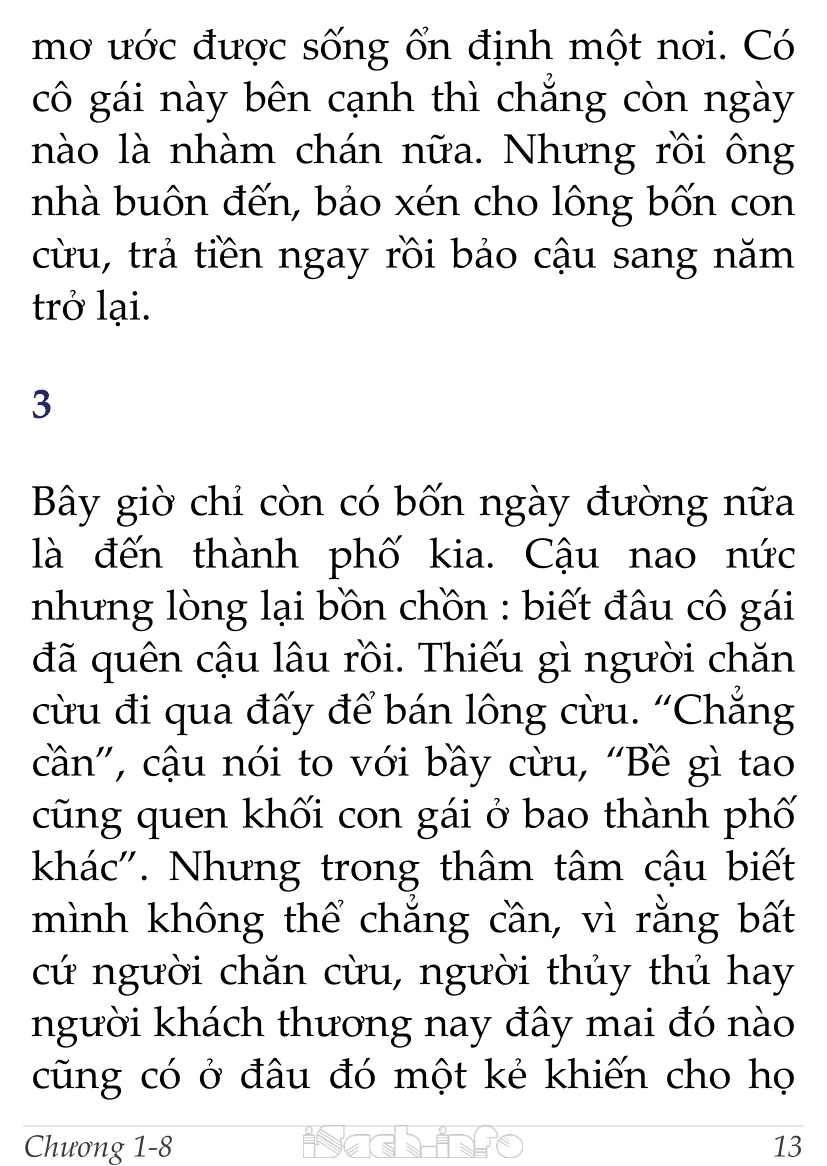 mơ ước được sống ổn định một nơi. Có
cô gái này bên cạnh thì chẳng còn ngày
nào là nhàm chán nữa. Nhưng rồi ông
nhà buôn đến, bảo xén cho lông bốn con
cừu, trả tiền ngay rồi bảo cậu sang năm
trở lại.
3
Bây giờ chỉ còn có bốn ngày đường nữa
là đến thành phố kia. Cậu nao nức
nhưng lòng lại bồn chồn : biết đâu cô gái
đã quên cậu lâu rồi. Thiếu gì người chăn
cừu đi qua đấy để bán lông cừu. “Chẳng
cần”, cậu nói to với bầy cừu, “Bề gì tao
cũng quen khối con gái ở bao thành phố
khác”. Nhưng trong thâm tâm cậu biết
mình không thể chẳng cần, vì rằng bất
cứ người chăn cừu, người thủy thủ hay
người khách thương nay đây mai đó nào
cũng có ở đâu đó một kẻ khiến cho họ
Chương 1-8 iSach.info 13